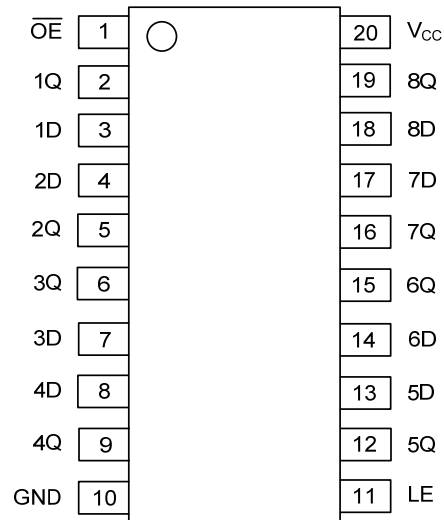 O̅E̅ 1 20 VCC
1Q 2 19 8Q
1D 3 18 8D
2D 4 17 7D
2Q 5 16 7Q
3Q 6 15 6Q
3D 7 14 6D
4D 8 13 5D
4Q 9 12 5Q
GND 10 11 LE